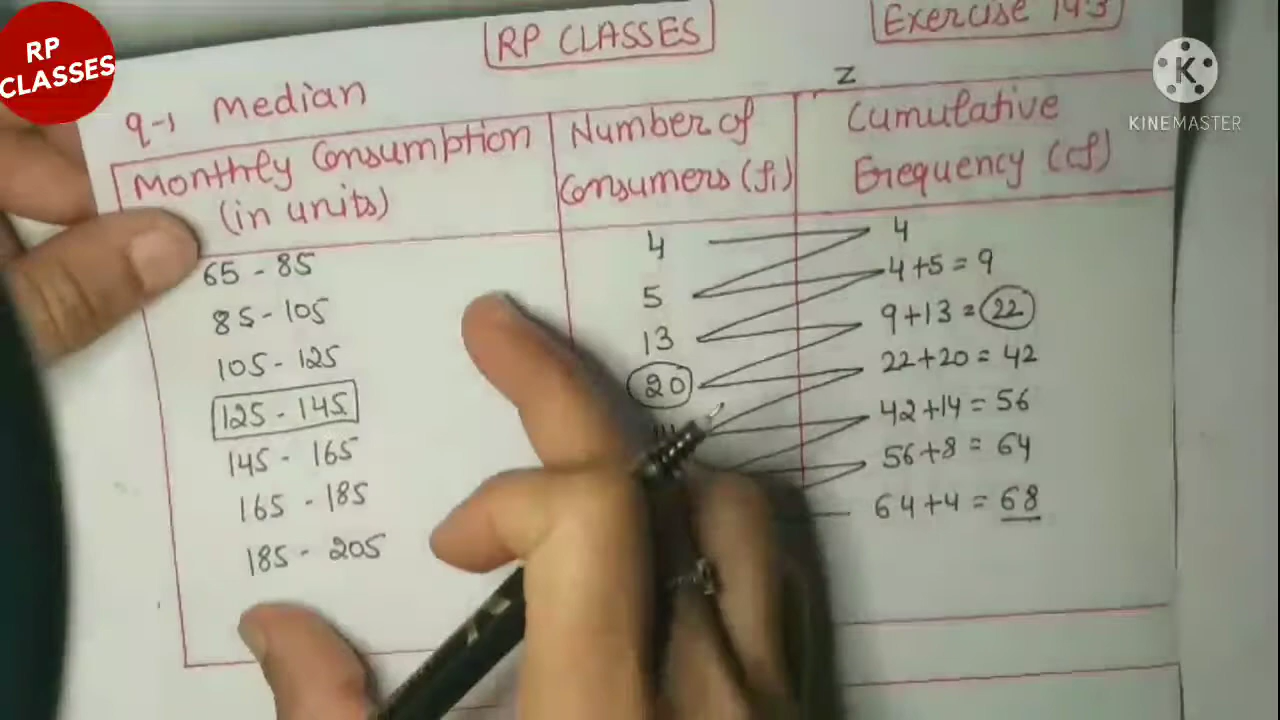 RP
CLASSES
RP CLASSES
Exercise 14.3
KINEMASTER
q-1 Median
Monthly Consumption (in units)
Number of Consumers (fi)
Cumulative Frequency (cf)
65 - 85 4 4
85 - 105 5 4+5=9
105 - 125 13 9+13=22
125 - 145 20 22+20=42
145 - 165 42+14=56
165 - 185 56+8=64
185 - 205 64+4=68